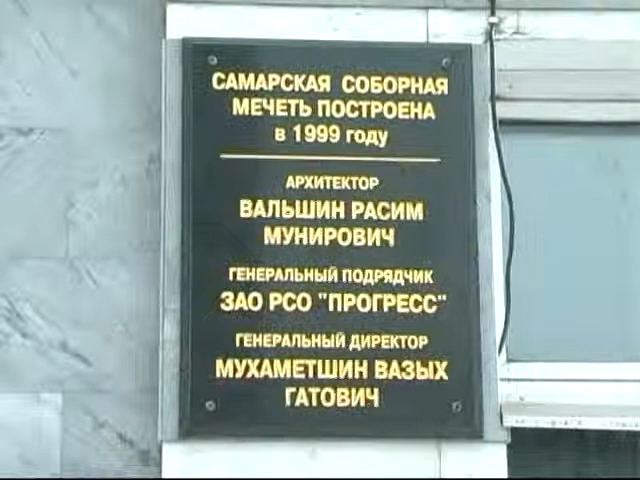 САМАРСКАЯ СОБОРНАЯ
МЕЧЕТЬ ПОСТРОЕНА
в 1999 году
АРХИТЕКТОР
ВАЛЬШИН РАСИМ
МУНИРОВИЧ
ГЕНЕРАЛЬНЫЙ ПОДРЯДЧИК
ЗАО РСО "ПРОГРЕСС"
ГЕНЕРАЛЬНЫЙ ДИРЕКТОР
МУХАМЕТШИН ВАЗЫХ
ГАТОВИЧ